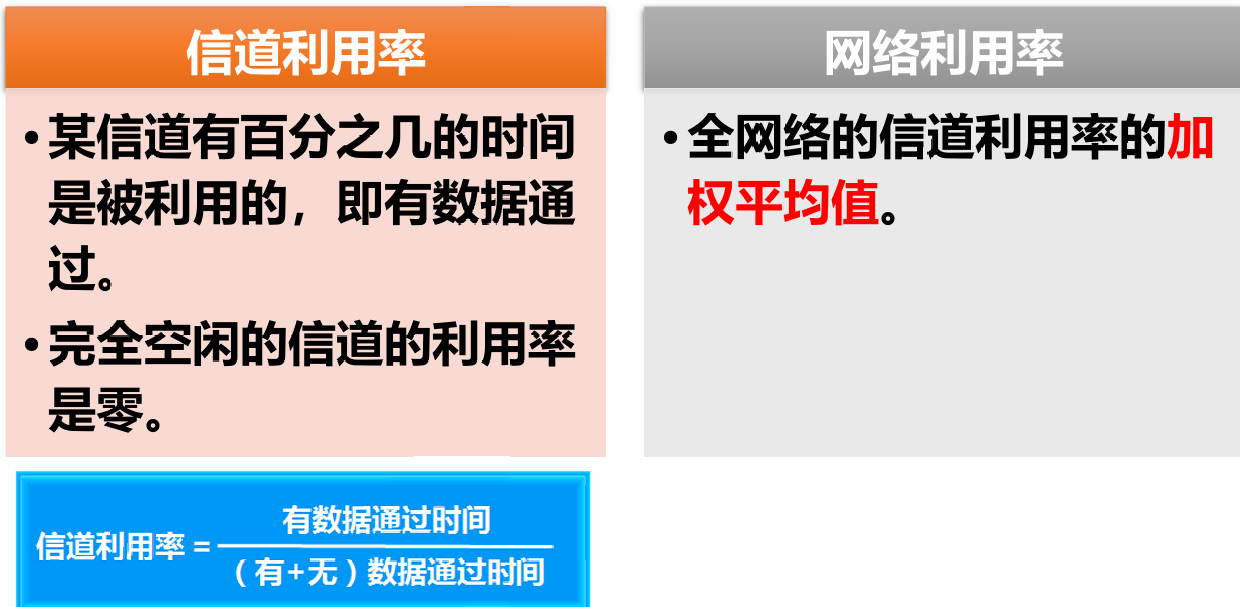 信道利用率
• 某信道有百分之几的时间
是被利用的，即有数据通
过。
• 完全空闲的信道的利用率
是零。
信道利用率 =
有数据通过时间
（有+无）数据通过时间
网络利用率
• 全网络的信道利用率的加
权平均值。